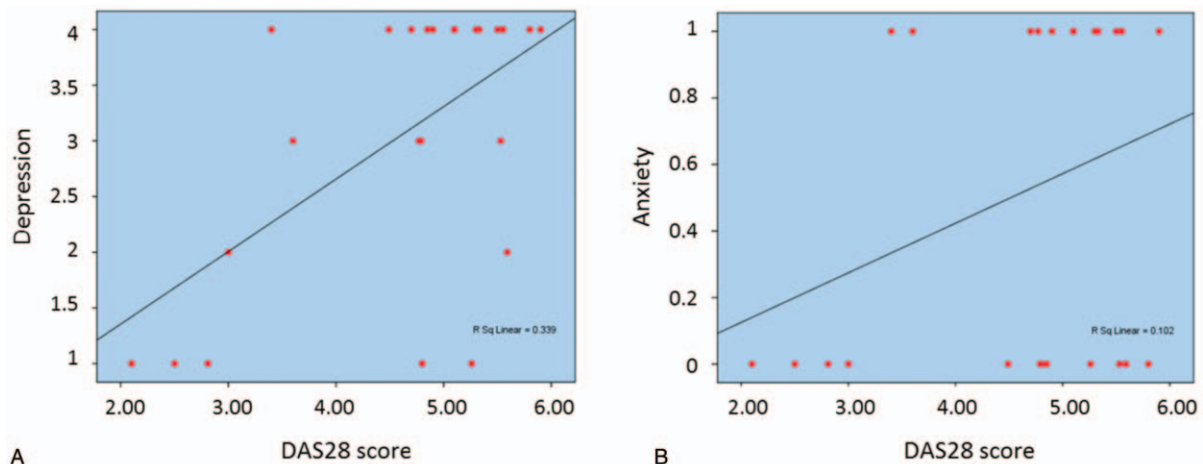 Depression
4
3.5
3
2.5
2
1.5
1
R Sq Linear = 0.339
2.00 3.00 4.00 5.00 6.00
DAS28 score
A
Anxiety
1
0.8
0.6
0.4
0.2
0
R Sq Linear = 0.102
2.00 3.00 4.00 5.00 6.00
DAS28 score
B